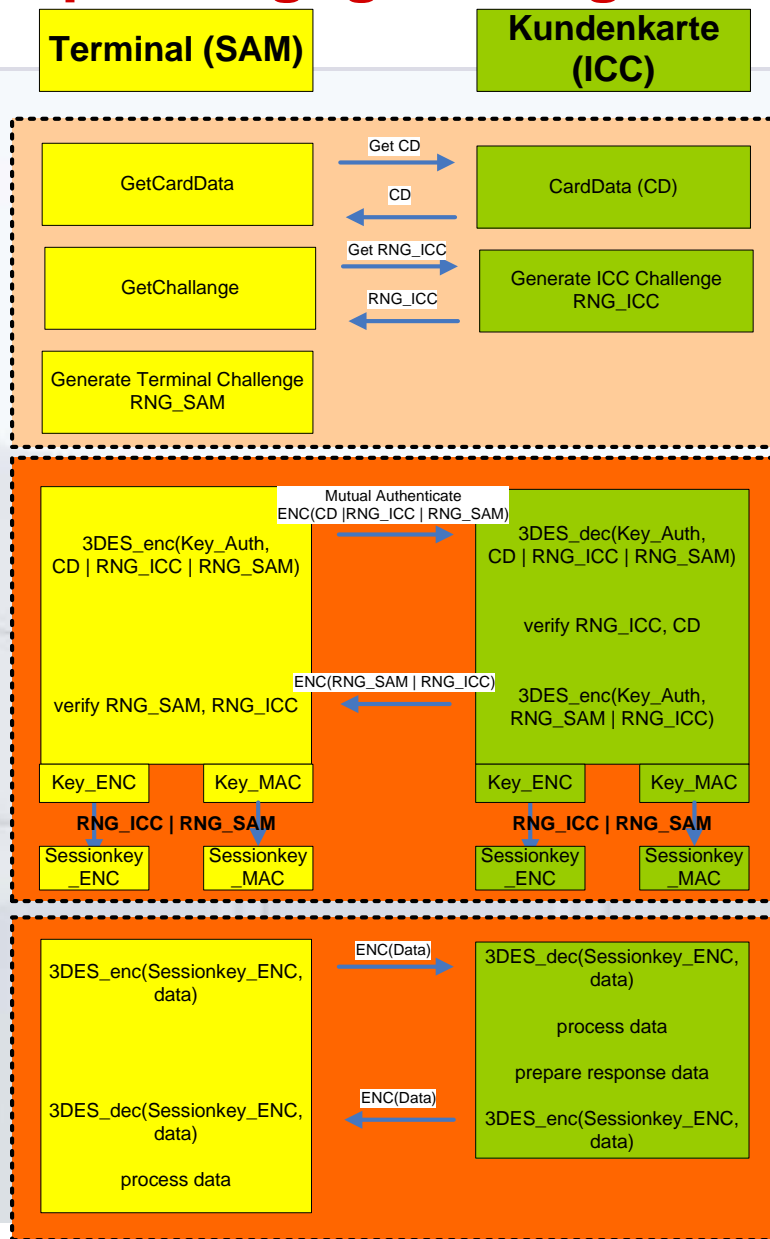 Terminal (SAM)
Kundenkarte
(ICC)
GetCardData
Get CD
CD
CardData (CD)
GetChallange
Get RNG_ICC
RNG_ICC
Generate ICC Challenge
RNG_ICC
Generate Terminal Challenge
RNG_SAM
3DES_enc(Key_Auth,
CD | RNG_ICC | RNG_SAM)
Mutual Authenticate
ENC(CD |RNG_ICC | RNG_SAM)
3DES_dec(Key_Auth,
CD | RNG_ICC | RNG_SAM)
verify RNG_ICC, CD
verify RNG_SAM, RNG_ICC
ENC(RNG_SAM | RNG_ICC)
3DES_enc(Key_Auth,
RNG_SAM | RNG_ICC)
Key_ENC
Key_MAC
Key_ENC
Key_MAC
RNG_ICC | RNG_SAM
RNG_ICC | RNG_SAM
Sessionkey
_ENC
Sessionkey
_MAC
Sessionkey
_ENC
Sessionkey
_MAC
3DES_enc(Sessionkey_ENC,
data)
ENC(Data)
3DES_dec(Sessionkey_ENC,
data)
process data
prepare response data
3DES_dec(Sessionkey_ENC,
data)
ENC(Data)
3DES_enc(Sessionkey_ENC,
data)
process data